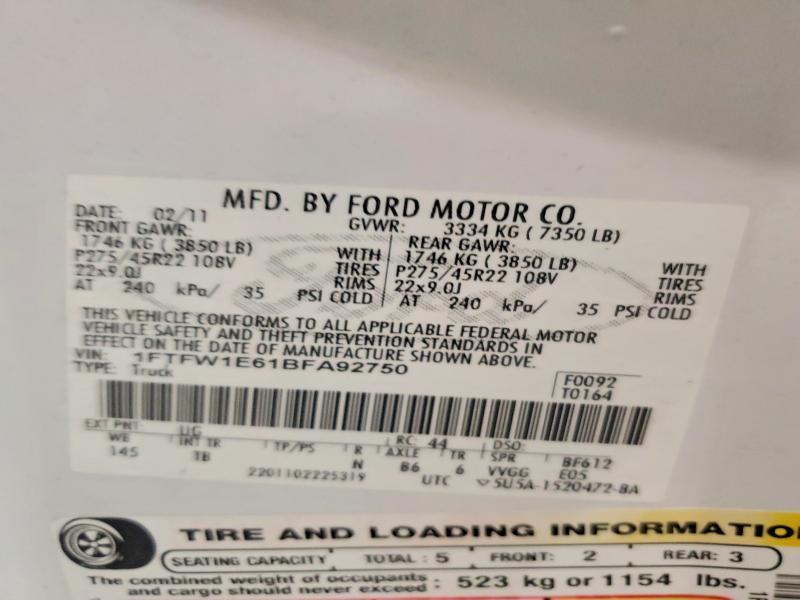 MFD. BY FORD MOTOR CO.
DATE: 02/11 GVWR: 3334 KG ( 7350 LB)
FRONT GAWR: REAR GAWR:
1746 KG ( 3850 LB) WITH 1746 KG ( 3850 LB) WITH
P275/45R22 108V TIRES P275/45R22 108V TIRES
22x9.0J RIMS 22x9.0J RIMS
AT 240 kPa/ 35 PSI COLD AT 240 kPa/ 35 PSI COLD
THIS VEHICLE CONFORMS TO ALL APPLICABLE FEDERAL MOTOR
VEHICLE SAFETY AND THEFT PREVENTION STANDARDS IN
EFFECT ON THE DATE OF MANUFACTURE SHOWN ABOVE.
VIN: 1FTFW1E61BFA92750
TYPE: Truck
F0092
T0164
EXT PNT: UG RC: 44 DSO:
WB INT TR TP/PS R AXLE TR SPR BF612
145 TB N B6 6 VVGG E05
2201102225319 UTC 5U5A-1520472-BA
TIRE AND LOADING INFORMATIO
SEATING CAPACITY TOTAL : 5 FRONT: 2 REAR: 3
The combined weight of occupants
and cargo should never exceed : 523 kg or 1154 lbs.